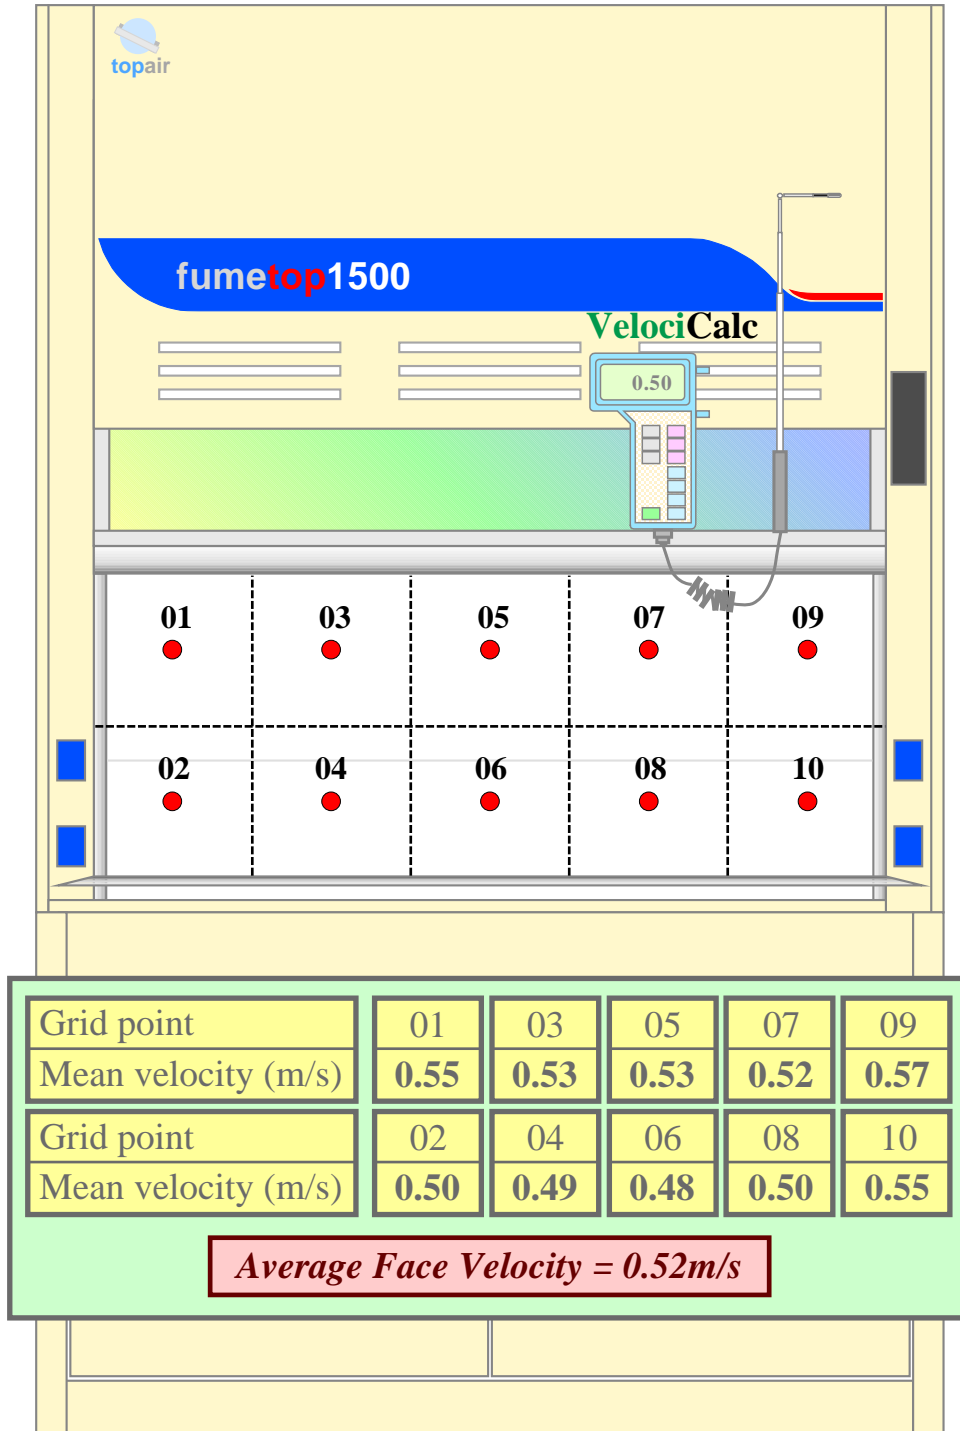 topair
fumetop1500
VelociCalc
0.50
01 03 05 07 09
02 04 06 08 10
Grid point 01 03 05 07 09
Mean velocity (m/s) 0.55 0.53 0.53 0.52 0.57
Grid point 02 04 06 08 10
Mean velocity (m/s) 0.50 0.49 0.48 0.50 0.55
Average Face Velocity = 0.52m/s